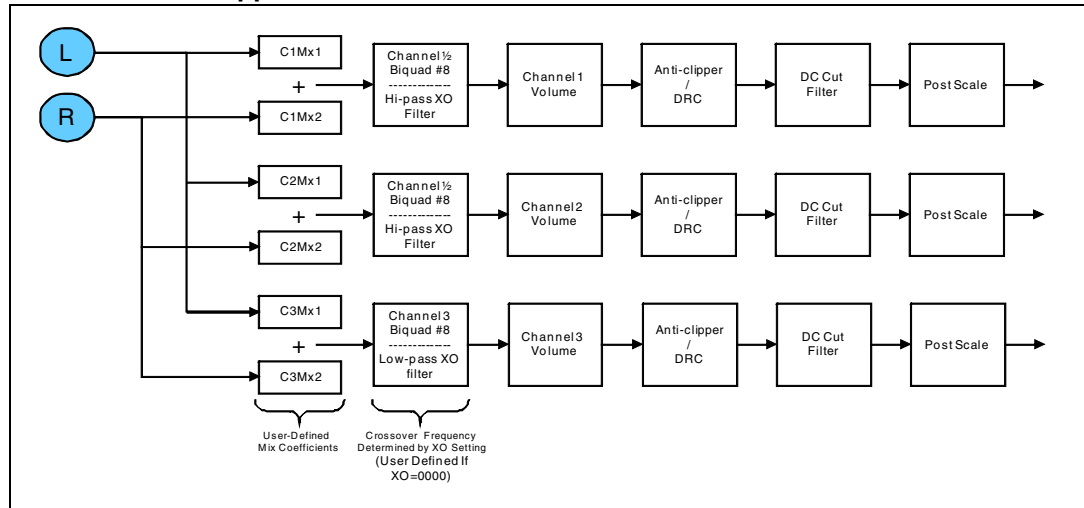 L
R
C1Mx1
+
C1Mx2
Channel ½
Biquad #8
-------------
Hi-pass XO
Filter
Channel 1
Volume
Anti-clipper
/
DRC
DC Cut
Filter
Post Scale
C2Mx1
+
C2Mx2
Channel ½
Biquad #8
-------------
Hi-pass XO
Filter
Channel 2
Volume
Anti-clipper
/
DRC
DC Cut
Filter
Post Scale
C3Mx1
+
C3Mx2
Channel 3
Biquad #8
-------------
Low-pass XO
filter
Channel 3
Volume
Anti-clipper
/
DRC
DC Cut
Filter
Post Scale
User-Defined
Mix Coefficients
Crossover Frequency
Determined by XO Setting
(User Defined If
XO=0000)